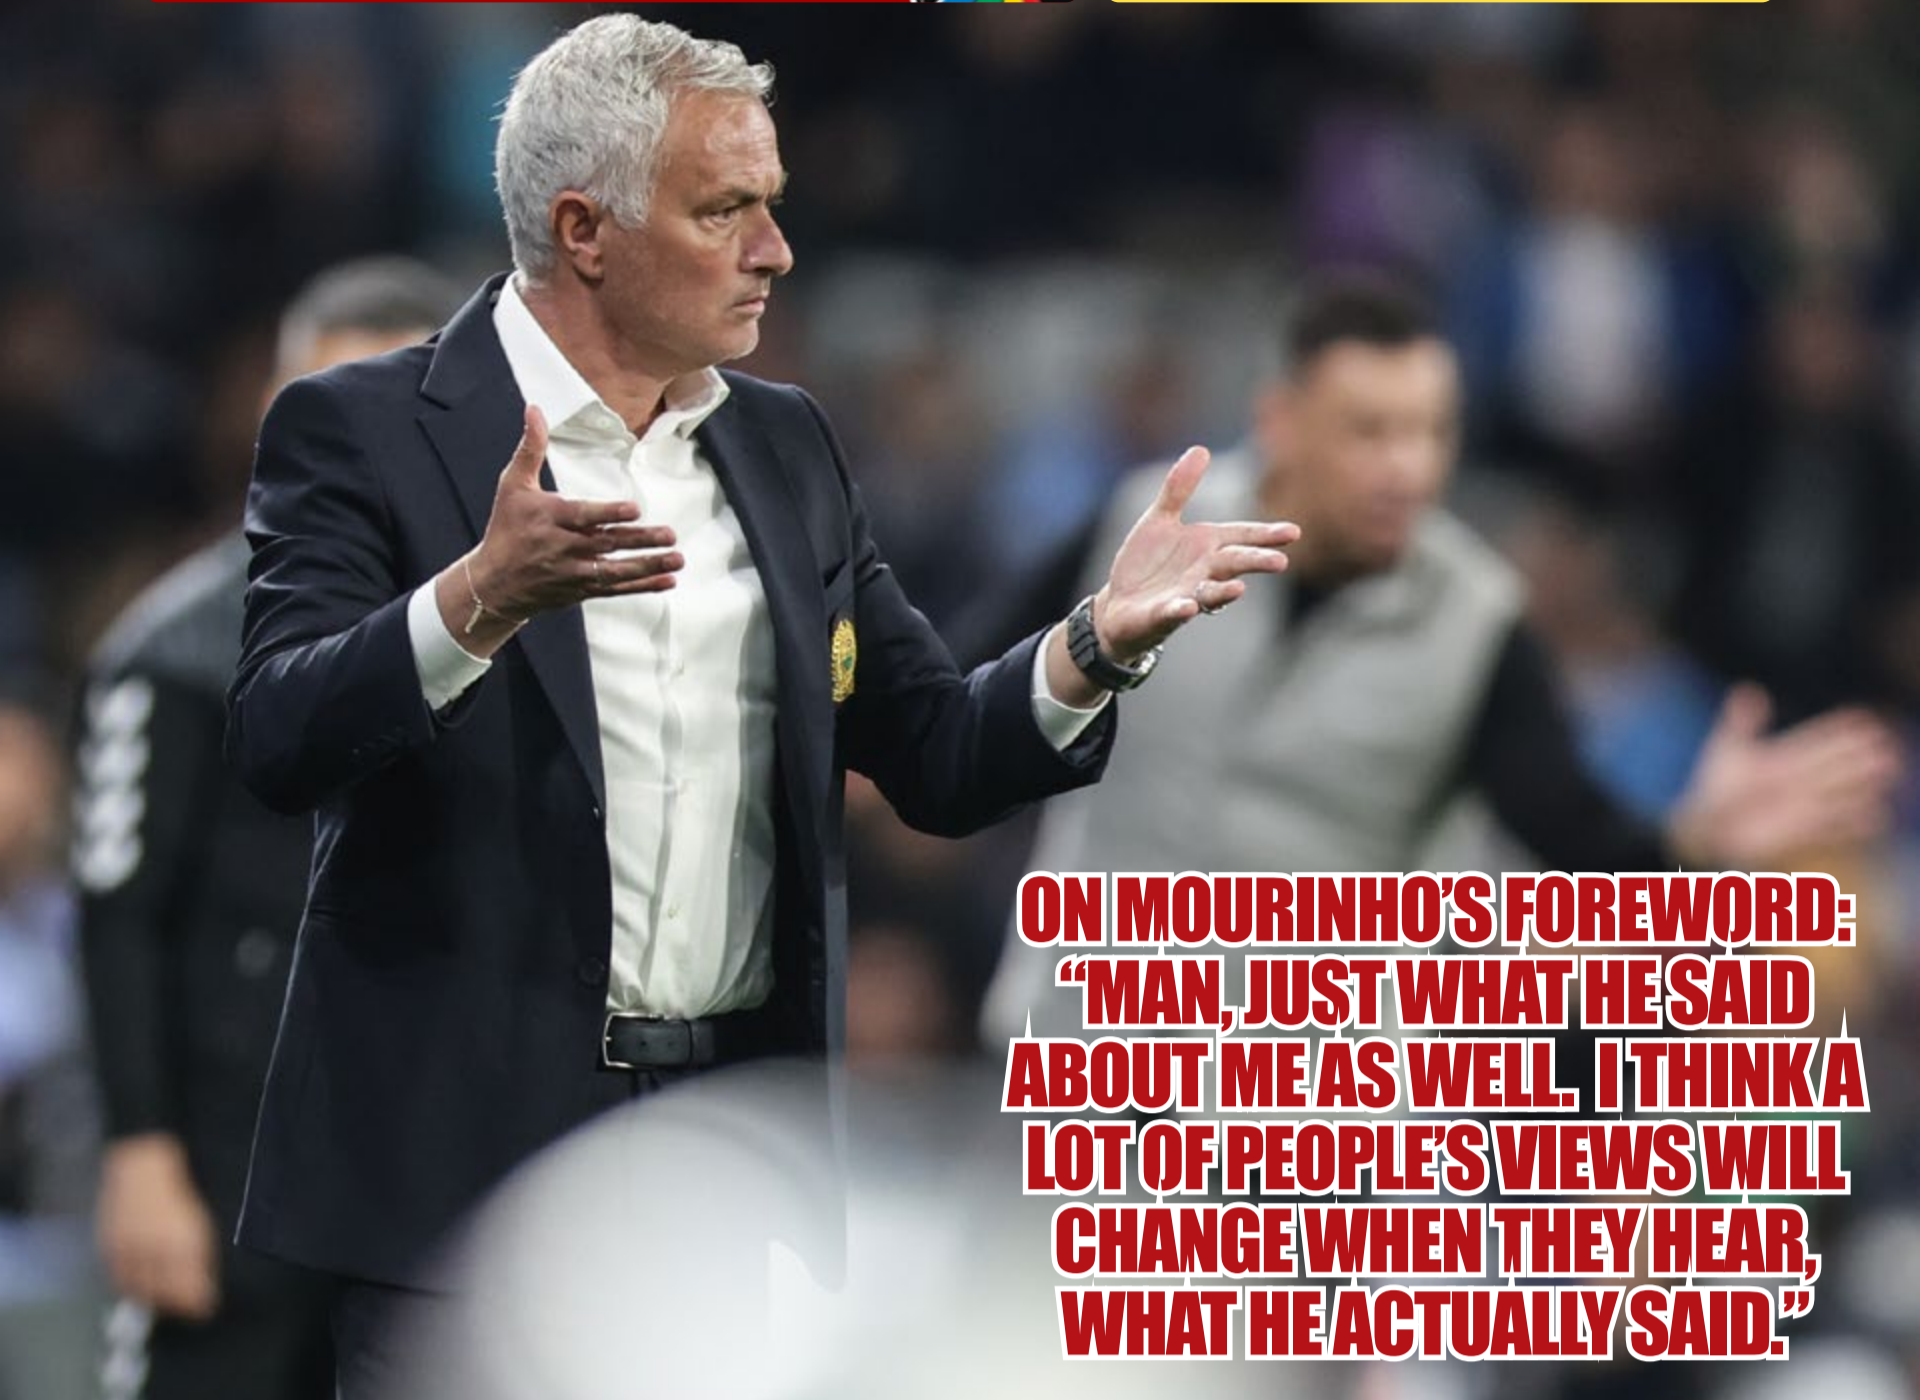 ON MOURINHO’S FOREWORD:
“MAN, JUST WHAT HE SAID
ABOUT ME AS WELL. I THINK A
LOT OF PEOPLE’S VIEWS WILL
CHANGE WHEN THEY HEAR,
WHAT HE ACTUALLY SAID.”